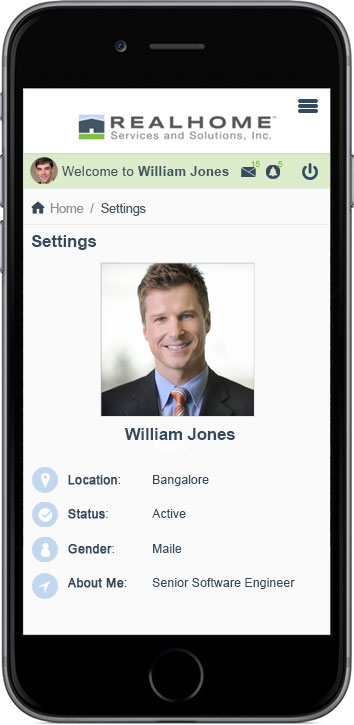 REALHOME™
Services and Solutions, Inc.
Welcome to William Jones 15 5
Home / Settings
Settings
William Jones
Location: Bangalore
Status: Active
Gender: Maile
About Me: Senior Software Engineer